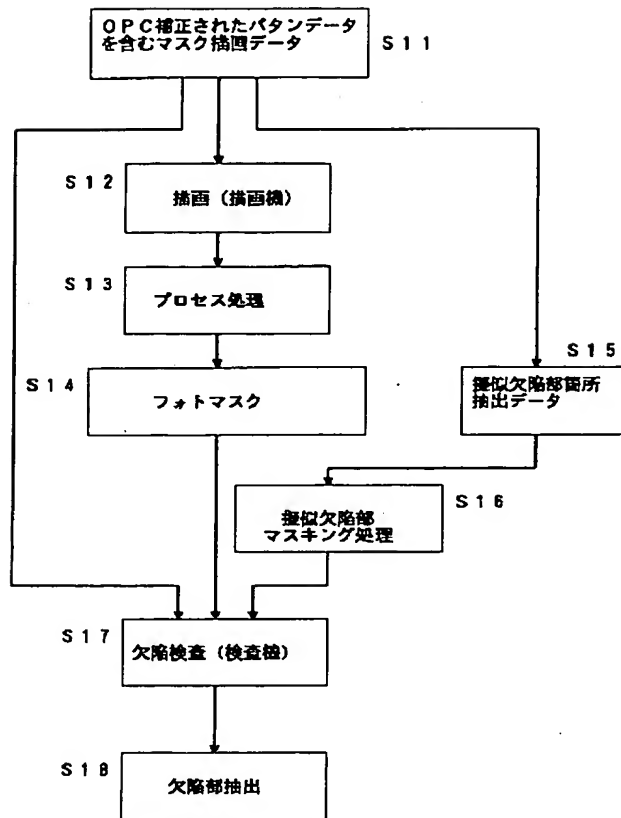 OPC補正されたパタンデータ
を含むマスク描画データ
S11
S12
描画（描画機）
S13
プロセス処理
S14
フォトマスク
S15
擬似欠陥部箇所
抽出データ
S16
擬似欠陥部
マスキング処理
S17
欠陥検査（検査機）
S18
欠陥部抽出